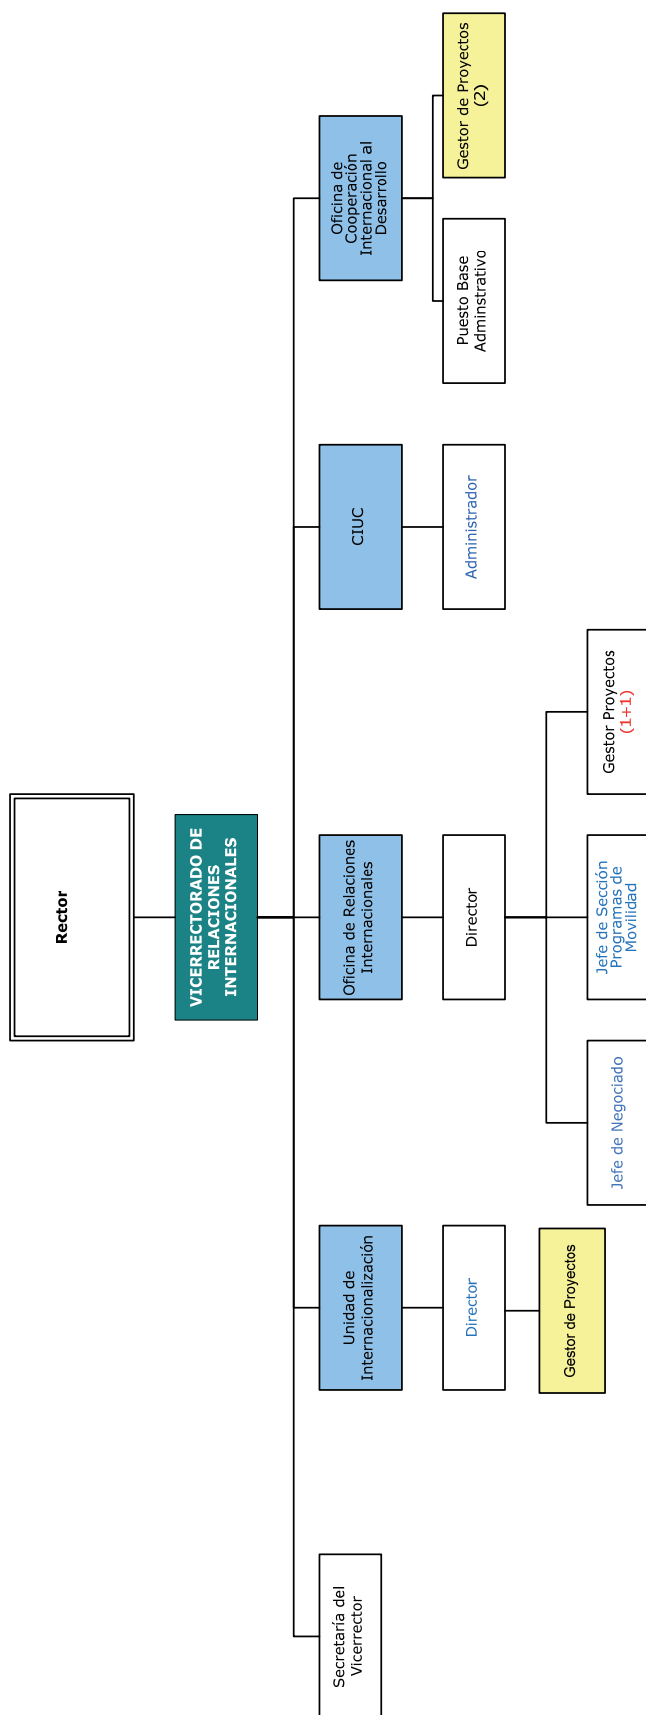 Rector
VICERRECTORADO DE
RELACIONES
INTERNACIONALES
Secretaría del
Vicerrector
Unidad de
Internacionalización
Oficina de Relaciones
Internacionales
CIUC
Oficina de
Cooperación
Internacional al
Desarrollo
Director
Director
Administrador
Puesto Base
Adminstrativo
Gestor de Proyectos
(2)
Gestor de Proyectos
Jefe de Negociado
Jefe de Sección
Programas de
Movilidad
Gestor Proyectos
(1+1)